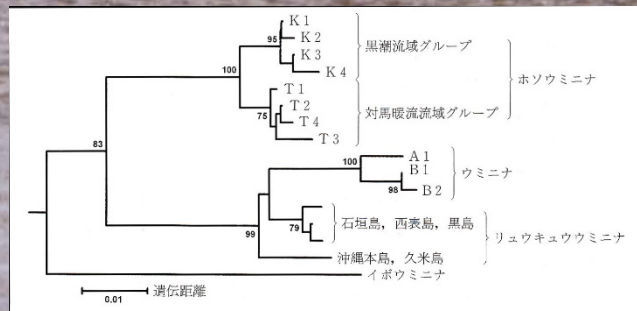 K1
K2
95
K3
黒潮流域グループ
K4
100
ホソウミニナ
T1
T2
75
T4
対馬暖流流域グループ
T3
83
100
A1
B1
ウミニナ
98
B2
79
石垣島，西表島，黒島
リュウキュウウミニナ
99
沖縄本島，久米島
イボウミニナ
0.01
遺伝距離